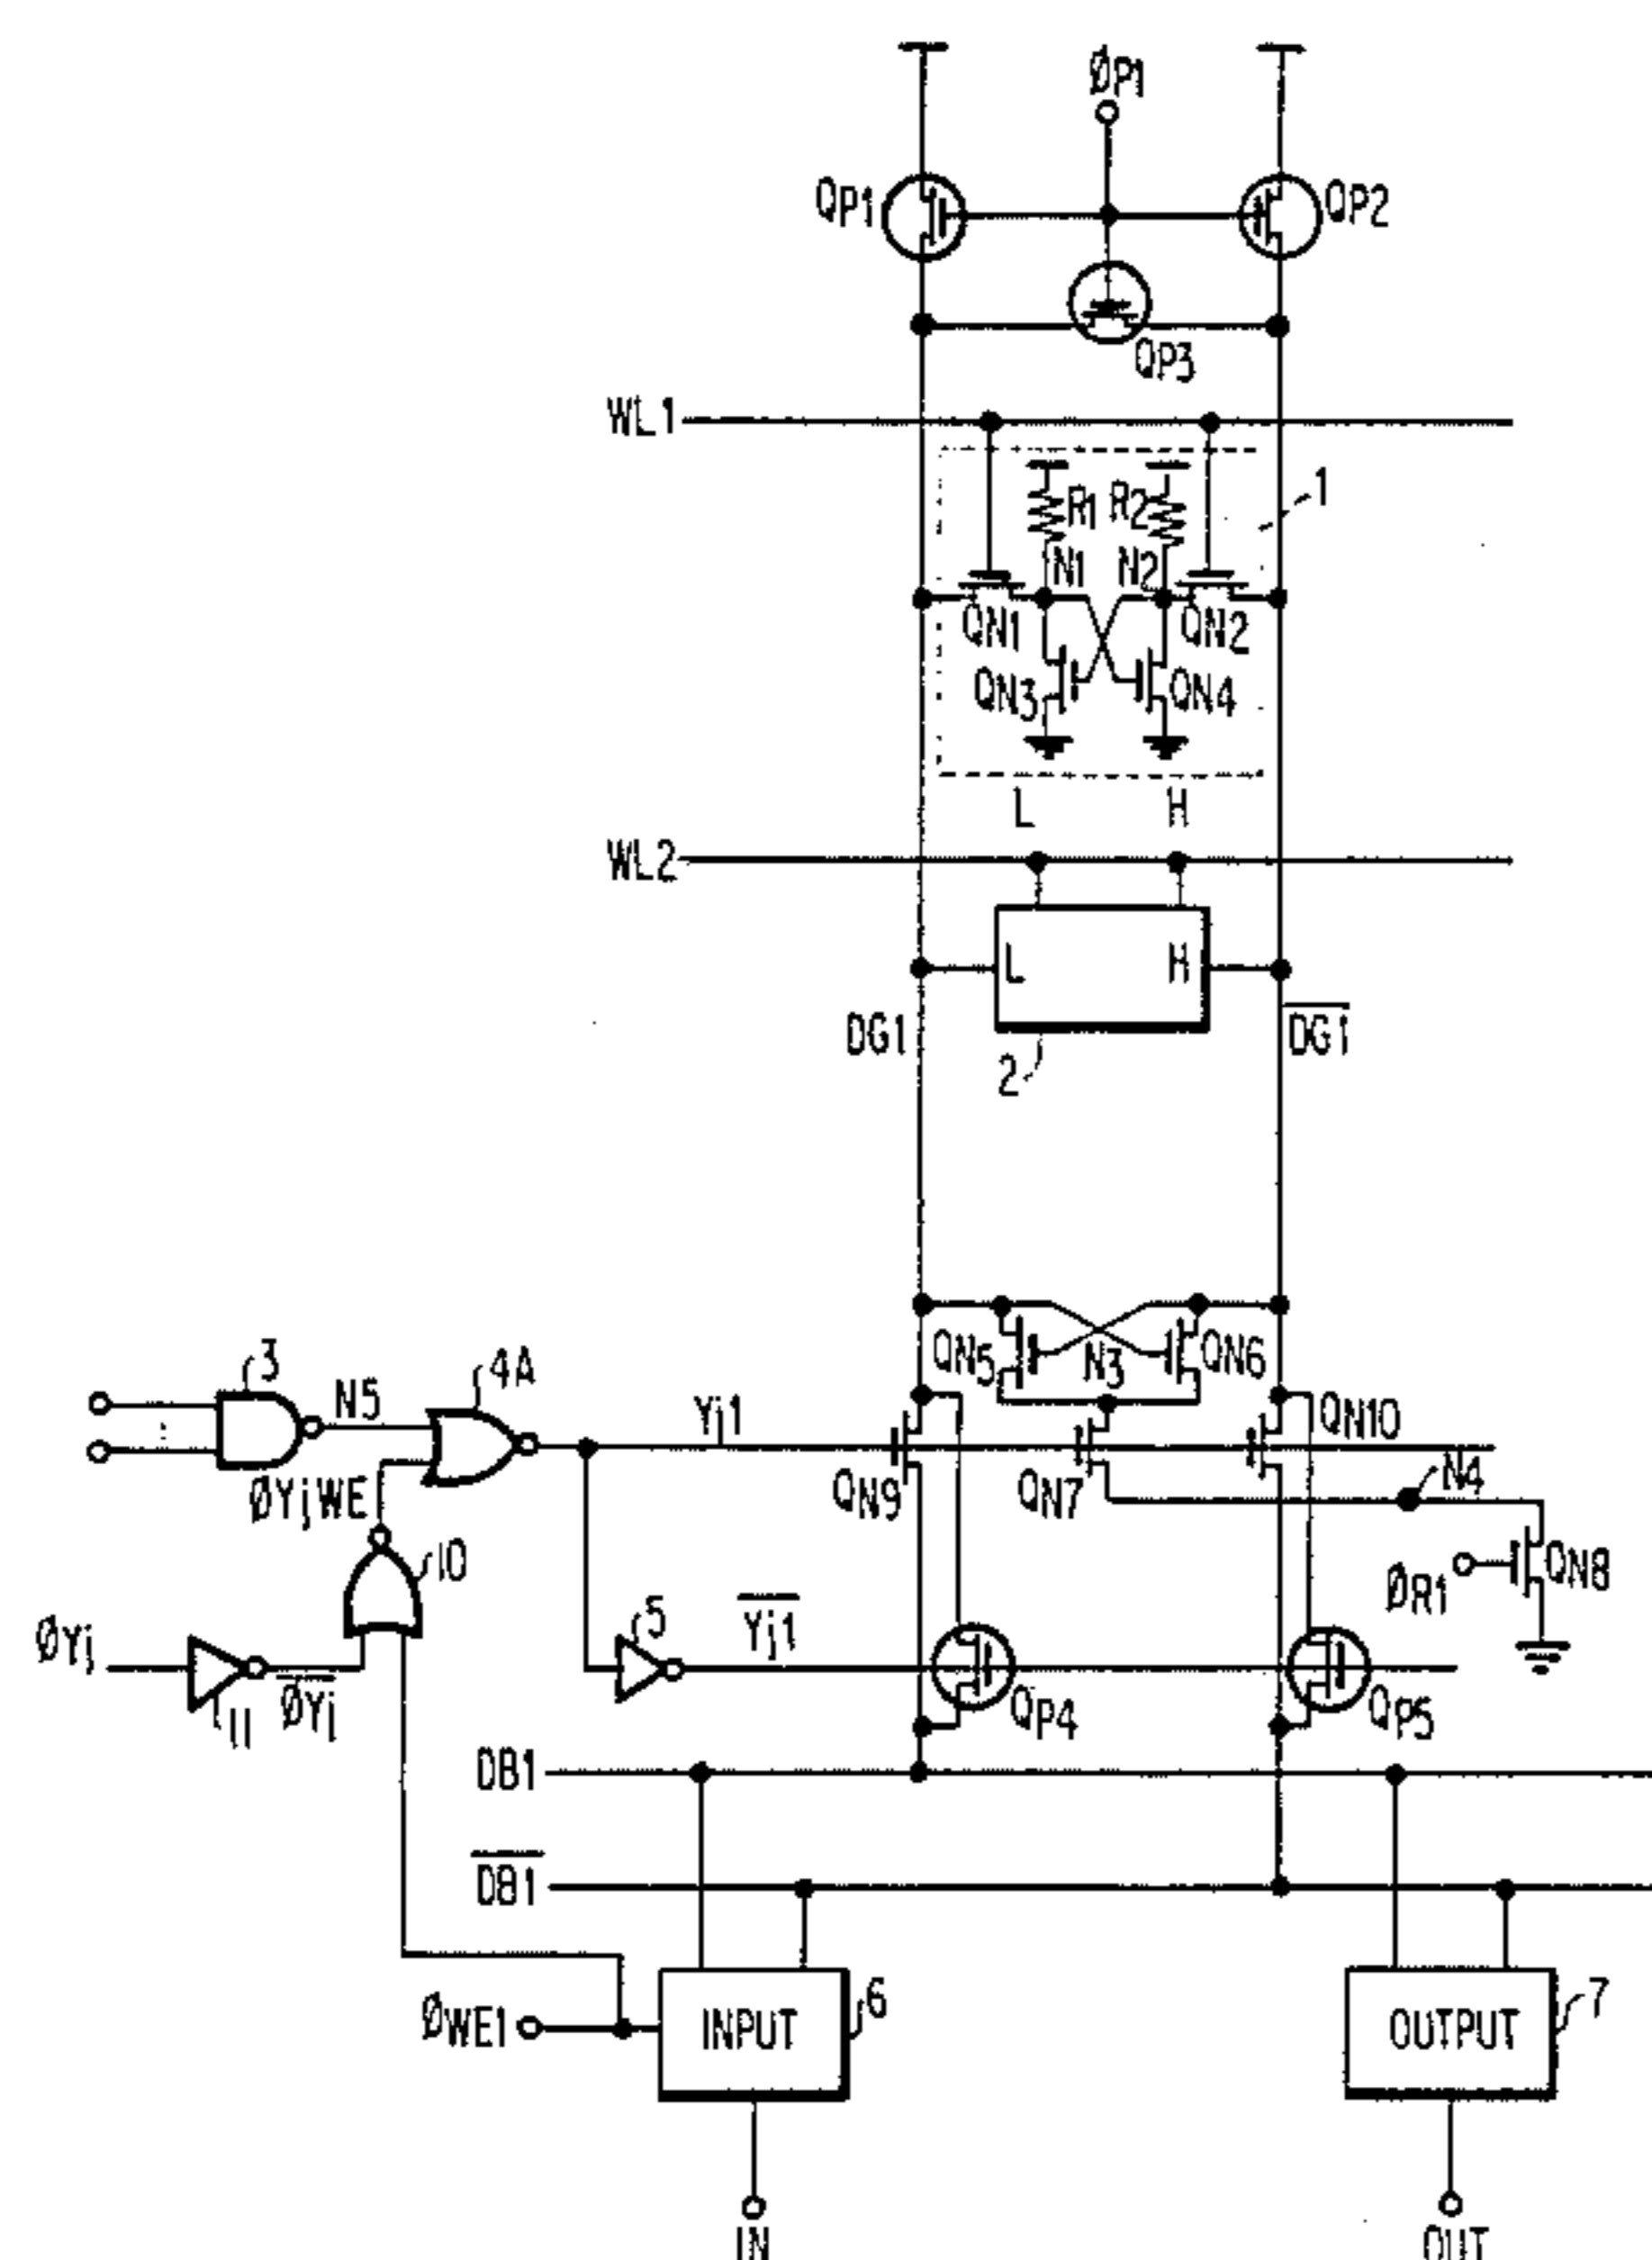 ØP1
QP1
QP2
QP3
WL1
R1
R2
1
N1
N2
QN1
QN2
QN3
QN4
L
H
WL2
L
H
DG1
DG1
2
3
N5
4A
QN5
N3
QN6
Yj1
QN10
QN9
QN7
N4
ØYjWE
10
ØR1
QN8
ØYj
11
ØYj
5
Yj1
QP4
QP5
DB1
DB1
ØWE1
INPUT
6
OUTPUT
7
IN
OUT